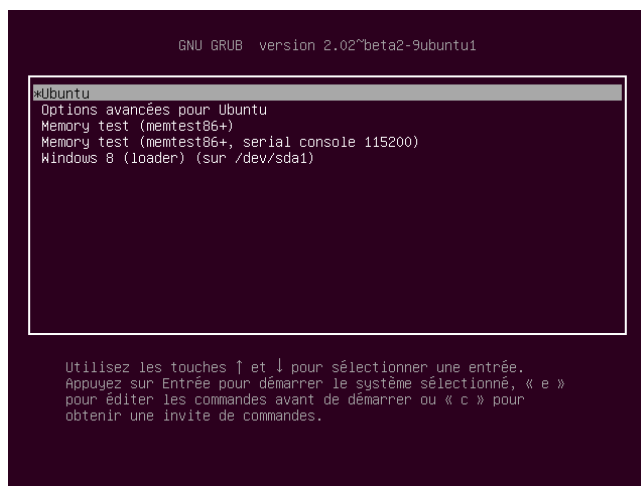 GNU GRUB  version 2.02~beta2-9ubuntu1
*Ubuntu
Options avancées pour Ubuntu
Memory test (memtest86+)
Memory test (memtest86+, serial console 115200)
Windows 8 (loader) (sur /dev/sda1)
Utilisez les touches ↑ et ↓ pour sélectionner une entrée.
Appuyez sur Entrée pour démarrer le système sélectionné, « e »
pour éditer les commandes avant de démarrer ou « c » pour
obtenir une invite de commandes.